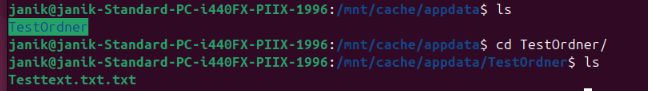 janik@janik-Standard-PC-i440FX-PIIX-1996:/mnt/cache/appdata$ ls
TestOrdner
janik@janik-Standard-PC-i440FX-PIIX-1996:/mnt/cache/appdata$ cd TestOrdner/
janik@janik-Standard-PC-i440FX-PIIX-1996:/mnt/cache/appdata/TestOrdner$ ls
Testtext.txt.txt